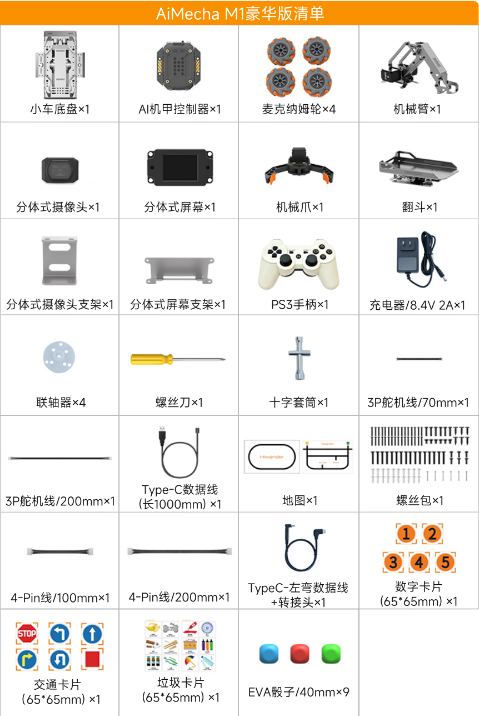 AiMecha M1豪华版清单
小车底盘×1
AI机甲控制器×1
麦克纳姆轮×4
机械臂×1
分体式摄像头×1
分体式屏幕×1
机械爪×1
翻斗×1
分体式摄像头支架×1
分体式屏幕支架×1
PS3手柄×1
充电器/8.4V 2A×1
联轴器×4
螺丝刀×1
十字套筒×1
3P舵机线/70mm×1
3P舵机线/200mm×1
Type-C数据线
(长1000mm) ×1
地图×1
螺丝包×1
4-Pin线/100mm×1
4-Pin线/200mm×1
TypeC-左弯数据线
+转接头×1
1 2
3 4 5
数字卡片
(65*65mm) ×1
STOP
交通卡片
(65*65mm) ×1
垃圾卡片
(65*65mm) ×1
EVA骰子/40mm×9